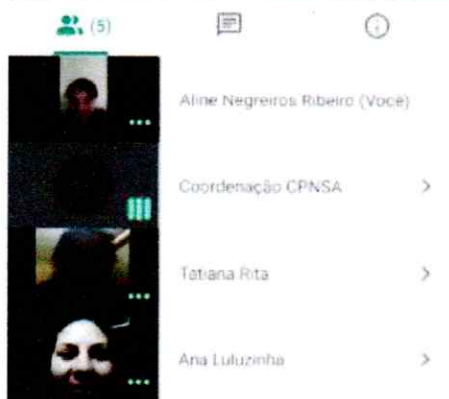 (5)
Aline Negreiros Ribeiro (Você)
Coordenação CPNSA
Tatiana Rita
Ana Luluzinha